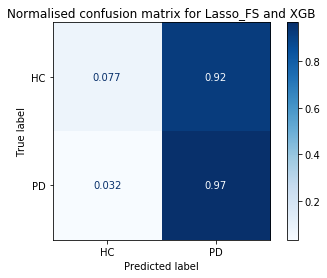 Normalised confusion matrix for Lasso_FS and XGB
HC
0.077
0.92
PD
0.032
0.97
HC
PD
True label
Predicted label
0.8
0.6
0.4
0.2